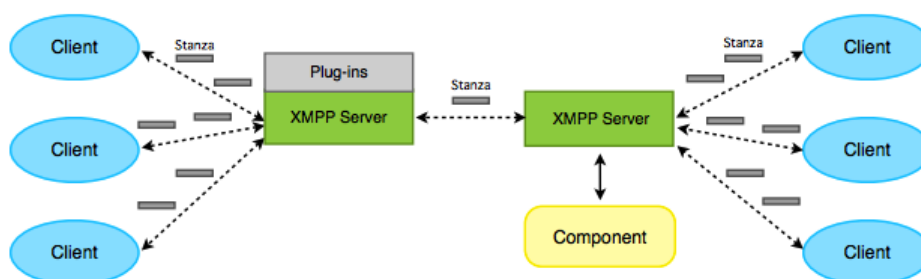 Client
Stanza
Plug-ins
XMPP Server
Client
Client
Stanza
XMPP Server
Component
Stanza
Client
Client
Client